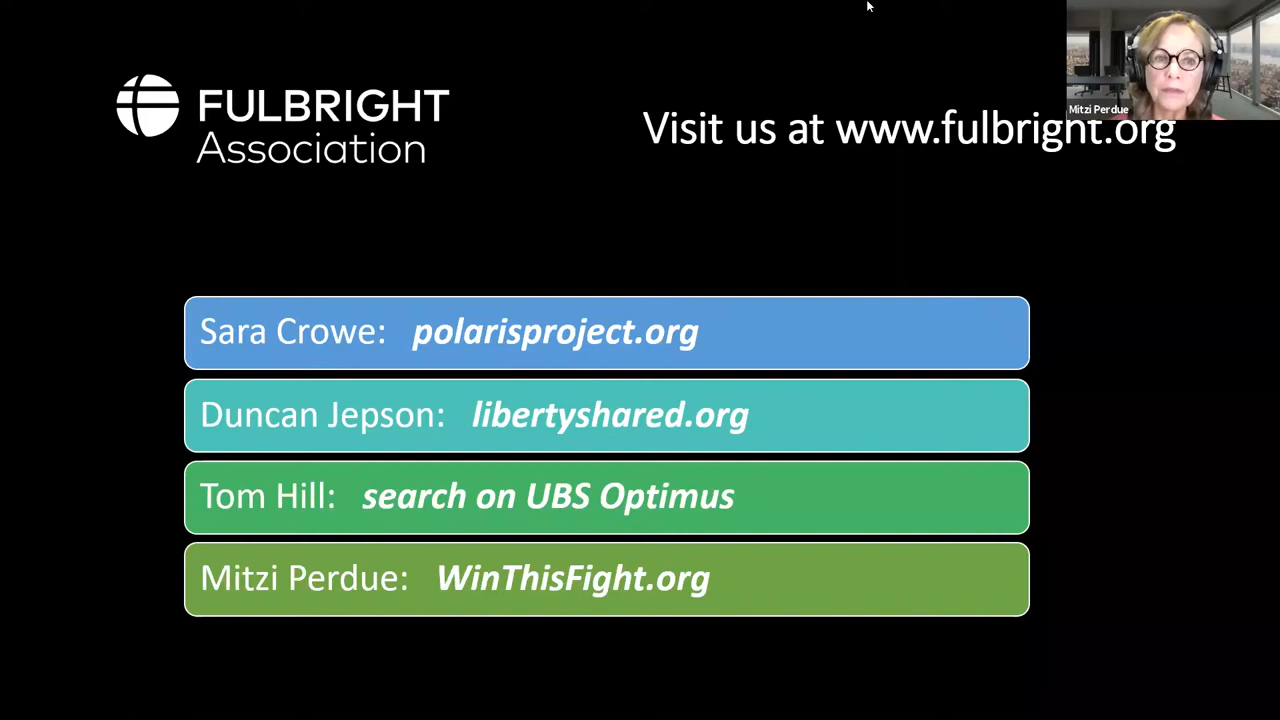 FULBRIGHT
Association
Visit us at www.fulbright.org
Mitzi Perdue
Sara Crowe: polarisproject.org
Duncan Jepson: libertyshared.org
Tom Hill: search on UBS Optimus
Mitzi Perdue: WinThisFight.org